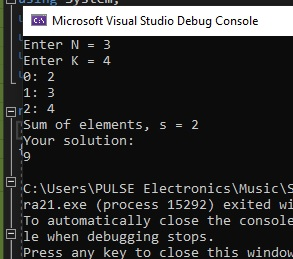 using System;
Microsoft Visual Studio Debug Console
Enter N = 3
Enter K = 4
0: 2
1: 3
2: 4
Sum of elements, s = 2
Your solution:
9
C:\Users\PULSE Electronics\Music\S
ra21.exe (process 15292) exited wi
To automatically close the console
le when debugging stops.
Press any key to close this window